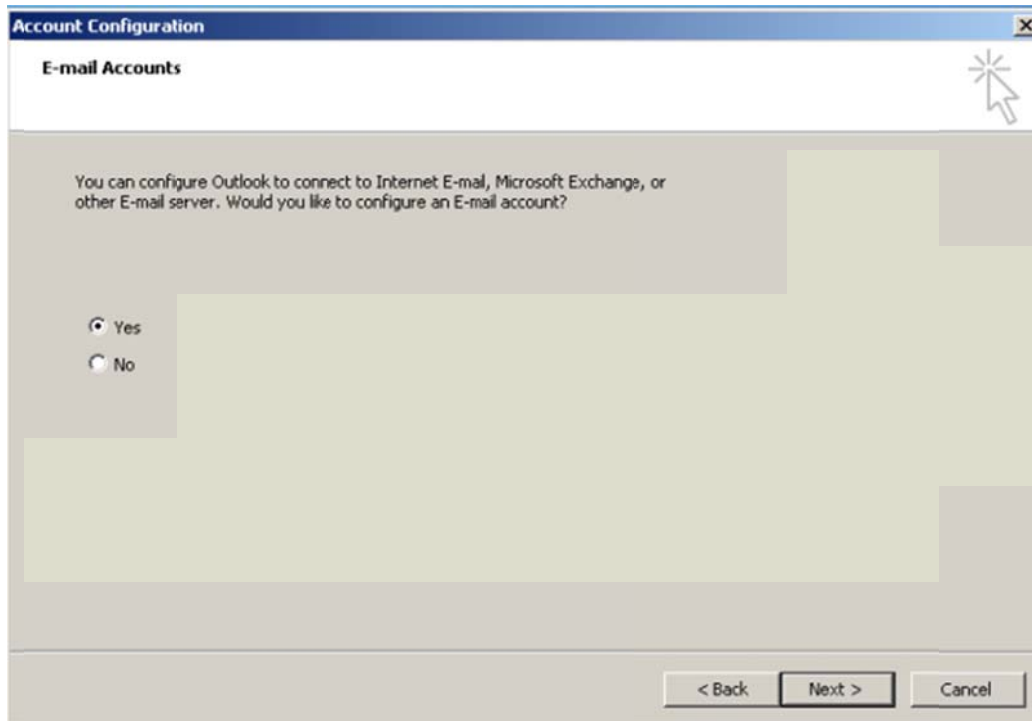 Account Configuration
E-mail Accounts
You can configure Outlook to connect to Internet E-mail, Microsoft Exchange, or
other E-mail server. Would you like to configure an E-mail account?
Yes
No
< Back
Next >
Cancel